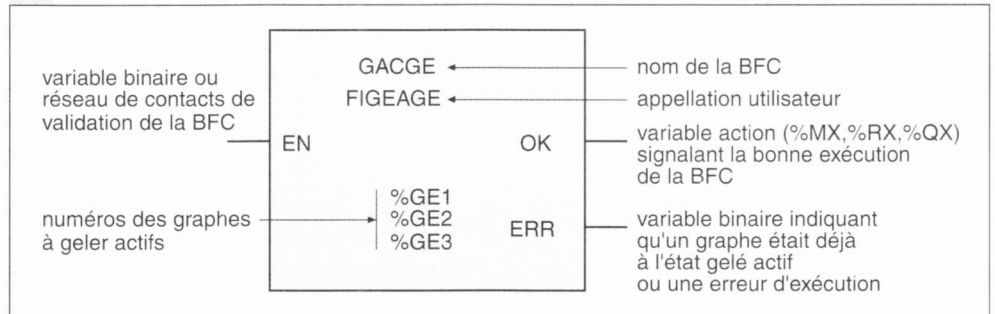 variable binaire ou
réseau de contacts de
validation de la BFC
EN
GACGE
FIGEAGE
%GE1
%GE2
%GE3
OK
ERR
nom de la BFC
appellation utilisateur
variable action (%MX,%RX,%QX)
signalant la bonne exécution
de la BFC
numéros des graphes
à geler actifs
variable binaire indiquant
qu'un graphe était déjà
à l'état gelé actif
ou une erreur d'exécution